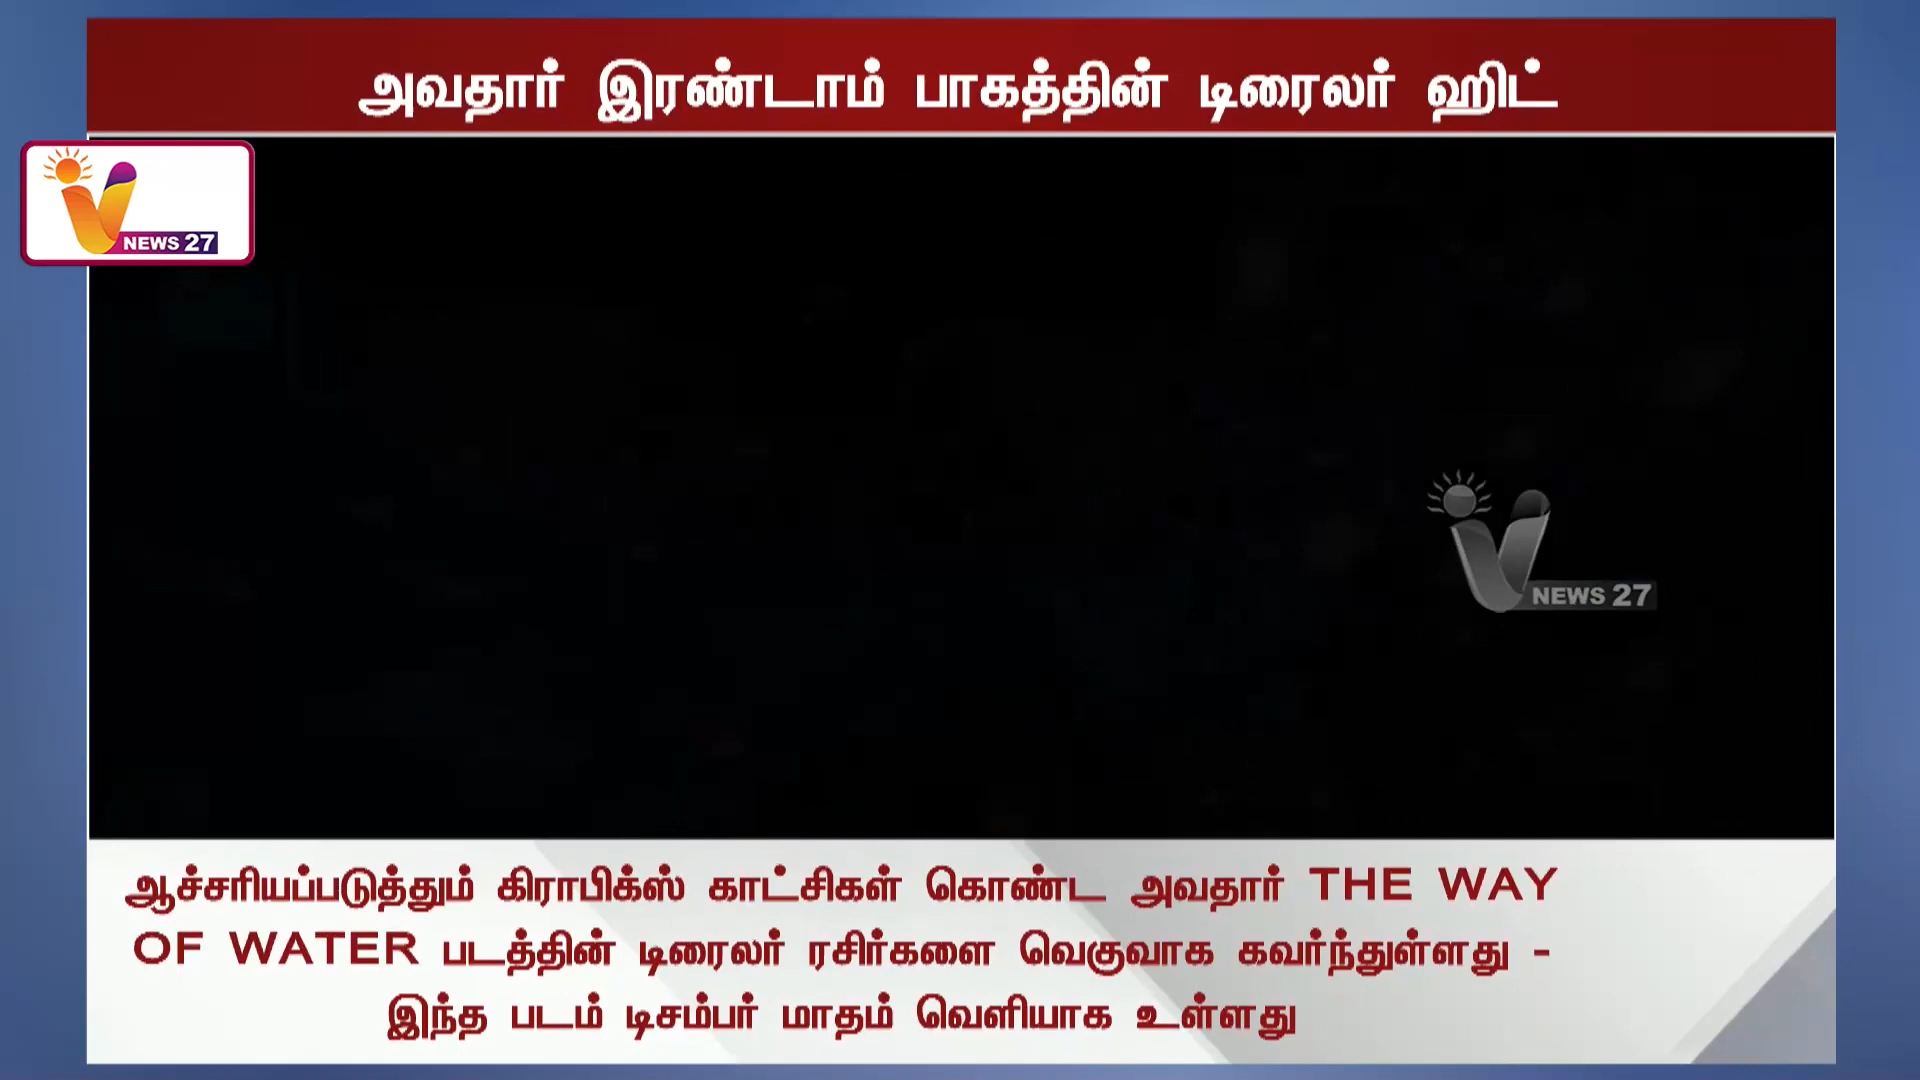 அவதார் இரண்டாம் பாகத்தின் டிரைலர் ஹிட்
NEWS 27
NEWS 27
ஆச்சரியப்படுத்தும் கிராபிக்ஸ் காட்சிகள் கொண்ட அவதார் THE WAY
OF WATER படத்தின் டிரைலர் ரசிர்களை வெகுவாக கவர்ந்துள்ளது -
இந்த படம் டிசம்பர் மாதம் வெளியாக உள்ளது